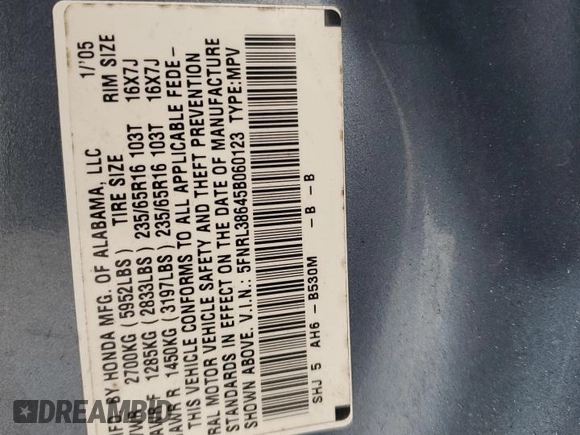 MFD. BY HONDA MFG. OF ALABAMA, LLC 1/'05
TIRE SIZE RIM SIZE
GVWR 2700KG (5952LBS)
GAWR F 1285KG (2833LBS) 235/65R16 103T 16X7J
GAWR R 1450KG (3197LBS) 235/65R16 103T 16X7J
THIS VEHICLE CONFORMS TO ALL APPLICABLE FEDE-
RAL MOTOR VEHICLE SAFETY AND THEFT PREVENTION
STANDARDS IN EFFECT ON THE DATE OF MANUFACTURE
SHOWN ABOVE. V.I.N.: 5FNRL38645B060123 TYPE:MPV
SHJ 5 AH6 -B530M -B -B
DREAMBID